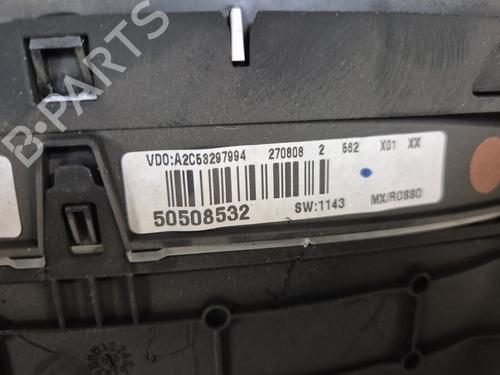 B-PARTS
VDO:A2C53297994 270808 2 562 X01 XX
50508532 SW:1143 MX/ROSSO